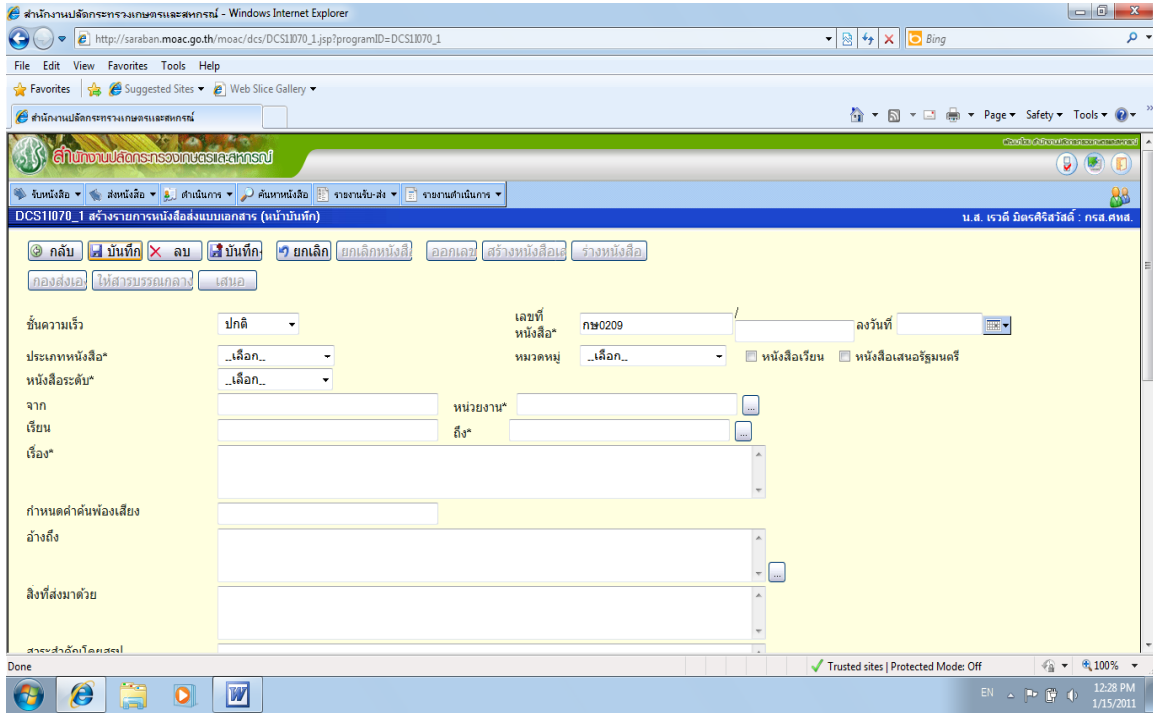 สำนักงานปลัดกระทรวงเกษตรและสหกรณ์ - Windows Internet Explorer
http://saraban.moac.go.th/moac/dcs/DCS1I070_1.jsp?programID=DCS1I070_1
Bing
File Edit View Favorites Tools Help
Favorites Suggested Sites Web Slice Gallery
สำนักงานปลัดกระทรวงเกษตรและสหกรณ์
Page Safety Tools
สำนักงานปลัดกระทรวงเกษตรและสหกรณ์
รับหนังสือ ส่งหนังสือ ดำเนินการ ค้นหาหนังสือ รายงานรับ-ส่ง รายงานดำเนินการ
DCS1I070_1 สร้างรายการหนังสือส่งแบบเอกสาร (หน้าบันทึก) น.ส. เรวดี มิตรศิริสวัสดิ์ : กรส.ศทส.
กลับ บันทึก ลบ บันทึก ยกเลิก ยกเลิกหนังสื ออกเลข สร้างหนังสือเส ร่างหนังสือ
กองส่งเอ ให้สารบรรณกลาง เสนอ
ชั้นความเร็ว ปกติ เลขที่หนังสือ* กษ0209 / ลงวันที่
ประเภทหนังสือ* --เลือก-- หมวดหมู่ --เลือก-- หนังสือเวียน หนังสือเสนอรัฐมนตรี
หนังสือระดับ* --เลือก--
จาก หน่วยงาน* ...
เรียน ถึง* ...
เรื่อง*
กำหนดคำค้นพ้องเสียง
อ้างถึง
...
สิ่งที่ส่งมาด้วย
สาระสำคัญโดยสรุป
Done Trusted sites | Protected Mode: Off 100%
EN 12:28 PM
1/15/2011